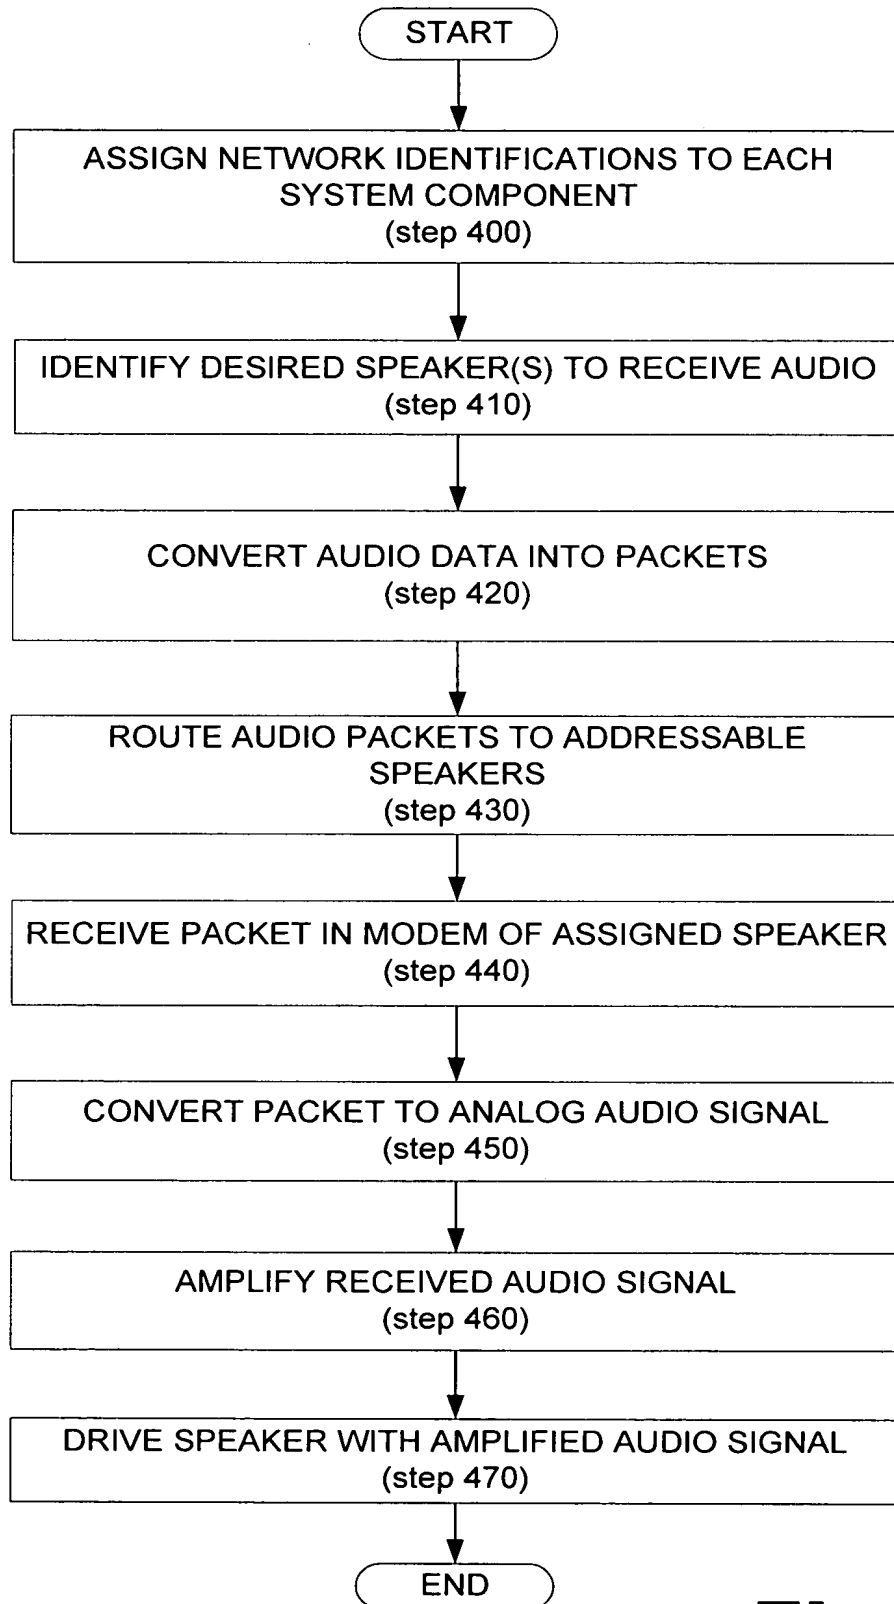 START
ASSIGN NETWORK IDENTIFICATIONS TO EACH
SYSTEM COMPONENT
(step 400)
IDENTIFY DESIRED SPEAKER(S) TO RECEIVE AUDIO
(step 410)
CONVERT AUDIO DATA INTO PACKETS
(step 420)
ROUTE AUDIO PACKETS TO ADDRESSABLE
SPEAKERS
(step 430)
RECEIVE PACKET IN MODEM OF ASSIGNED SPEAKER
(step 440)
CONVERT PACKET TO ANALOG AUDIO SIGNAL
(step 450)
AMPLIFY RECEIVED AUDIO SIGNAL
(step 460)
DRIVE SPEAKER WITH AMPLIFIED AUDIO SIGNAL
(step 470)
END